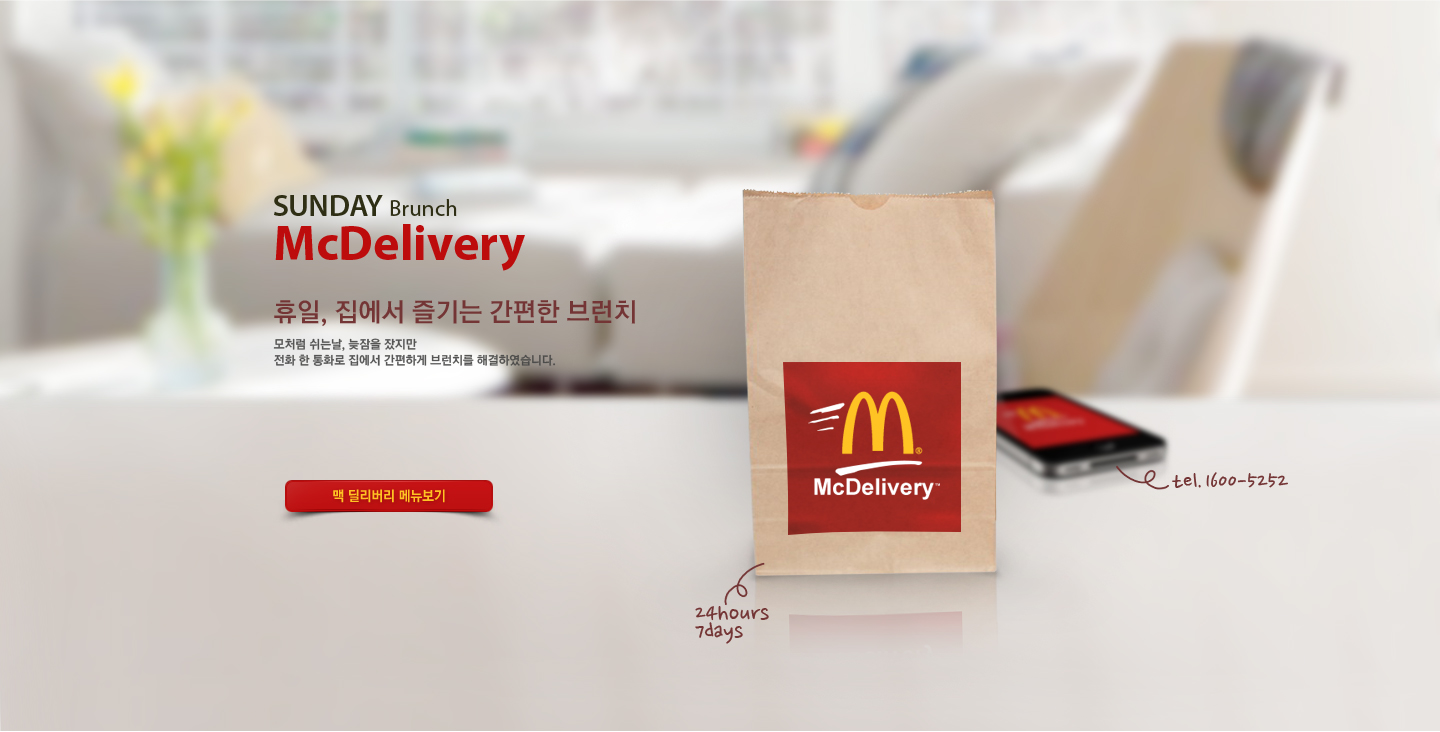 SUNDAY Brunch
McDelivery
휴일, 집에서 즐기는 간편한 브런치
모처럼 쉬는날, 늦잠을 잤지만
전화 한 통화로 집에서 간편하게 브런치를 해결하였습니다.
맥 딜리버리 메뉴보기
McDelivery™
tel. 1600-5252
24hours
7days